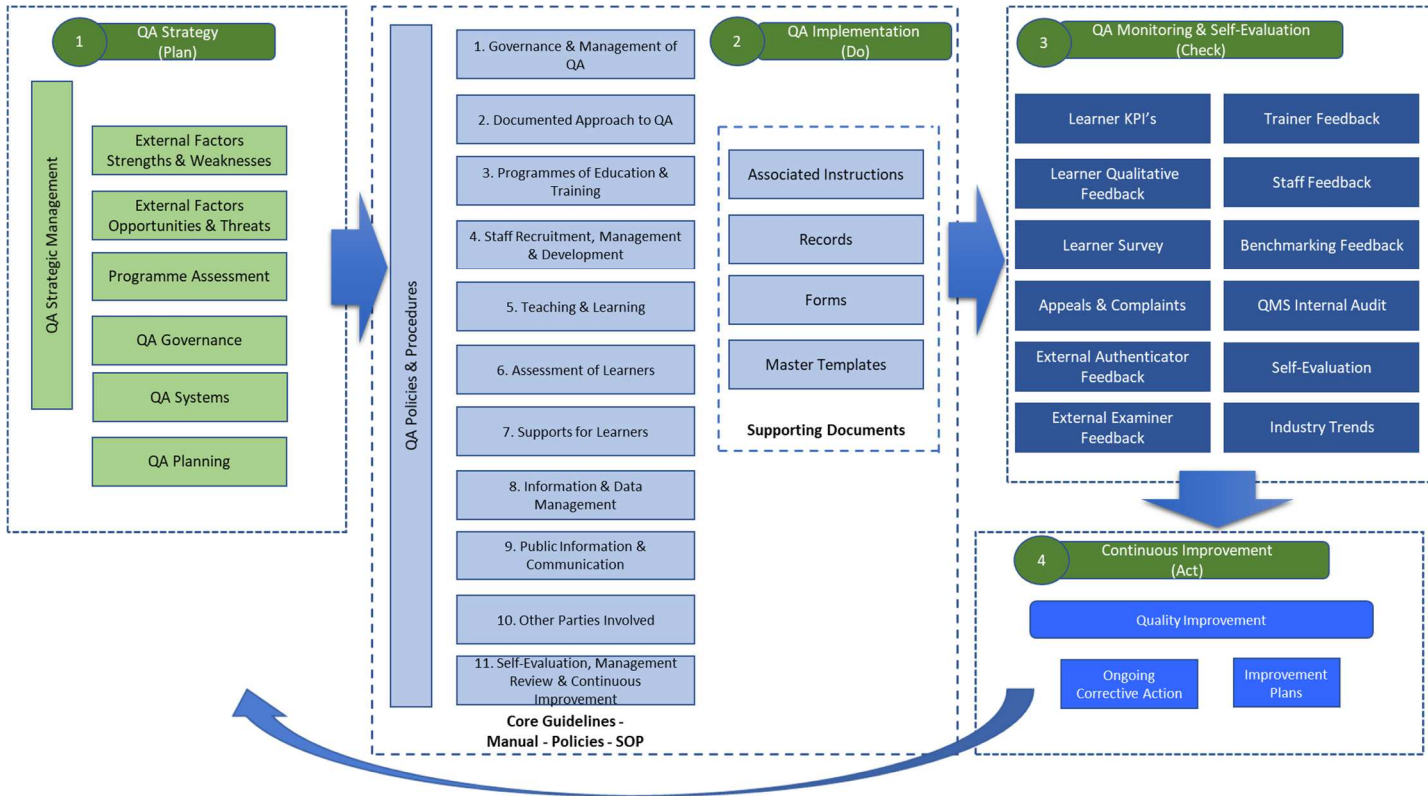 1
QA Strategy
(Plan)
QA Strategic Management
External Factors
Strengths & Weaknesses
External Factors
Opportunities & Threats
Programme Assessment
QA Governance
QA Systems
QA Planning
2
QA Implementation
(Do)
QA Policies & Procedures
1. Governance & Management of
QA
2. Documented Approach to QA
3. Programmes of Education &
Training
4. Staff Recruitment, Management
& Development
5. Teaching & Learning
6. Assessment of Learners
7. Supports for Learners
8. Information & Data
Management
9. Public Information &
Communication
10. Other Parties Involved
11. Self-Evaluation, Management
Review & Continuous
Improvement
Core Guidelines -
Manual - Policies - SOP
Associated Instructions
Records
Forms
Master Templates
Supporting Documents
3
QA Monitoring & Self-Evaluation
(Check)
Learner KPI's
Trainer Feedback
Learner Qualitative
Feedback
Staff Feedback
Learner Survey
Benchmarking Feedback
Appeals & Complaints
QMS Internal Audit
External Authenticator
Feedback
Self-Evaluation
External Examiner
Feedback
Industry Trends
4
Continuous Improvement
(Act)
Quality Improvement
Ongoing
Corrective Action
Improvement
Plans